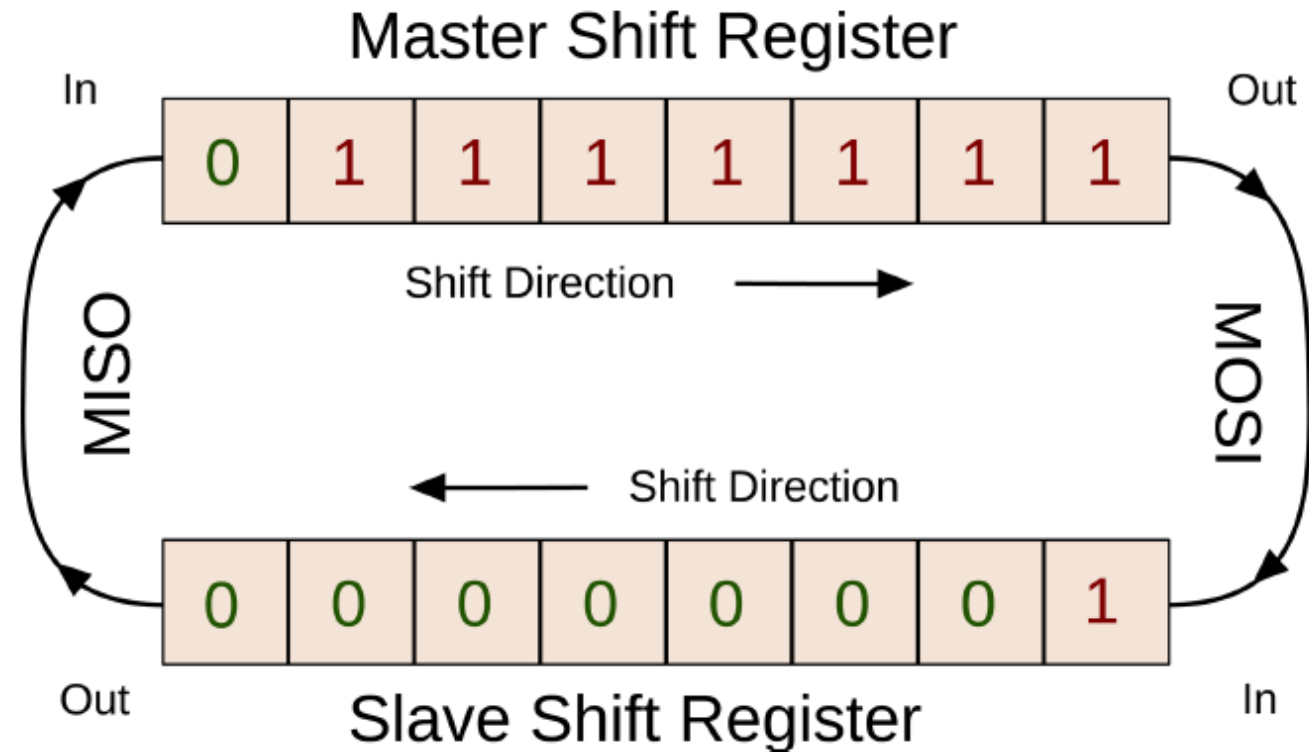 Master Shift Register
In
Out
0 1 1 1 1 1 1 1
Shift Direction
MISO
MOSI
Shift Direction
0 0 0 0 0 0 0 1
Out
In
Slave Shift Register